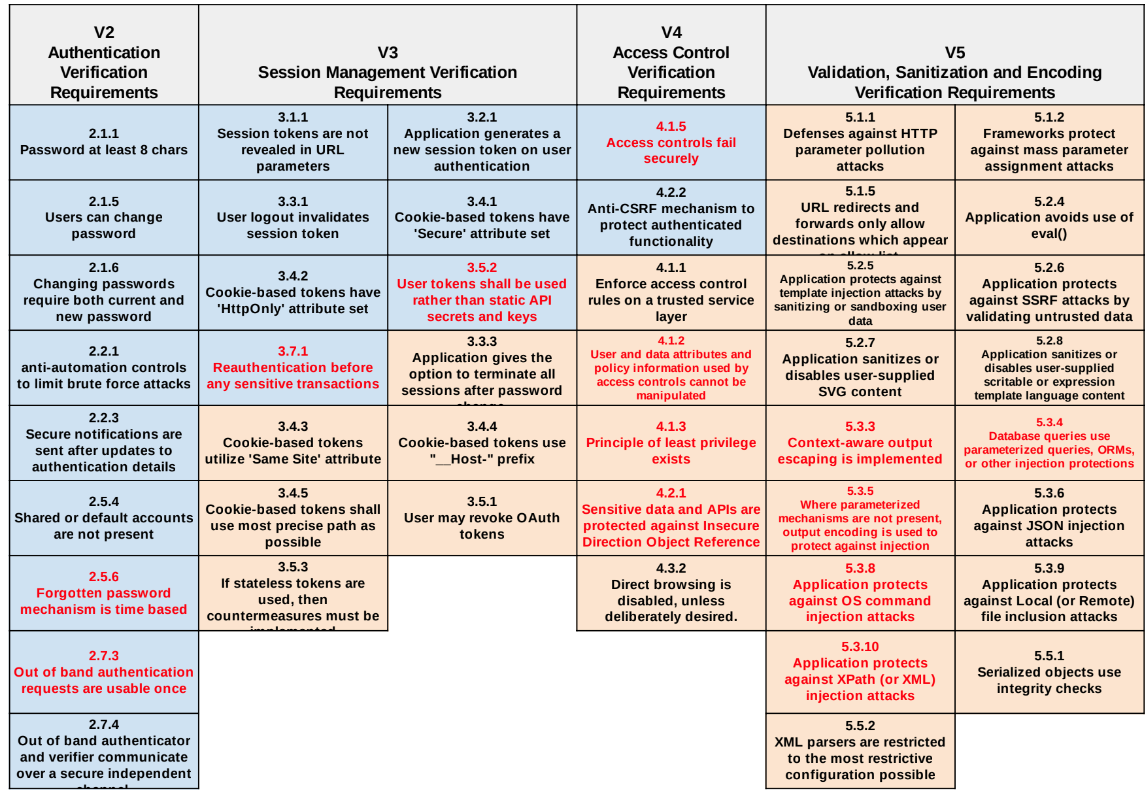 V2
Authentication
Verification
Requirements
V3
Session Management Verification
Requirements
V4
Access Control
Verification
Requirements
V5
Validation, Sanitization and Encoding
Verification Requirements
2.1.1
Password at least 8 chars
3.1.1
Session tokens are not
revealed in URL
parameters
3.2.1
Application generates a
new session token on user
authentication
4.1.5
Access controls fail
securely
5.1.1
Defenses against HTTP
parameter pollution
attacks
5.1.2
Frameworks protect
against mass parameter
assignment attacks
2.1.5
Users can change
password
3.3.1
User logout invalidates
session token
3.4.1
Cookie-based tokens have
'Secure' attribute set
4.2.2
Anti-CSRF mechanism to
protect authenticated
functionality
5.1.5
URL redirects and
forwards only allow
destinations which appear
5.2.4
Application avoids use of
eval()
2.1.6
Changing passwords
require both current and
new password
3.4.2
Cookie-based tokens have
'HttpOnly' attribute set
3.5.2
User tokens shall be used
rather than static API
secrets and keys
4.1.1
Enforce access control
rules on a trusted service
layer
5.2.5
Application protects against
template injection attacks by
sanitizing or sandboxing user
data
5.2.6
Application protects
against SSRF attacks by
validating untrusted data
2.2.1
anti-automation controls
to limit brute force attacks
3.7.1
Reauthentication before
any sensitive transactions
3.3.3
Application gives the
option to terminate all
sessions after password
4.1.2
User and data attributes and
policy information used by
access controls cannot be
manipulated
5.2.7
Application sanitizes or
disables user-supplied
SVG content
5.2.8
Application sanitizes or
disables user-supplied
scritable or expression
template language content
2.2.3
Secure notifications are
sent after updates to
authentication details
3.4.3
Cookie-based tokens
utilize 'Same Site' attribute
3.4.4
Cookie-based tokens use
"__Host-" prefix
4.1.3
Principle of least privilege
exists
5.3.3
Context-aware output
escaping is implemented
5.3.4
Database queries use
parameterized queries, ORMs,
or other injection protections
2.5.4
Shared or default accounts
are not present
3.4.5
Cookie-based tokens shall
use most precise path as
possible
3.5.1
User may revoke OAuth
tokens
4.2.1
Sensitive data and APIs are
protected against Insecure
Direction Object Reference
5.3.5
Where parameterized
mechanisms are not present,
output encoding is used to
protect against injection
5.3.6
Application protects
against JSON injection
attacks
2.5.6
Forgotten password
mechanism is time based
3.5.3
If stateless tokens are
used, then
countermeasures must be
4.3.2
Direct browsing is
disabled, unless
deliberately desired.
5.3.8
Application protects
against OS command
injection attacks
5.3.9
Application protects
against Local (or Remote)
file inclusion attacks
2.7.3
Out of band authentication
requests are usable once
5.3.10
Application protects
against XPath (or XML)
injection attacks
5.5.1
Serialized objects use
integrity checks
2.7.4
Out of band authenticator
and verifier communicate
over a secure independent
5.5.2
XML parsers are restricted
to the most restrictive
configuration possible